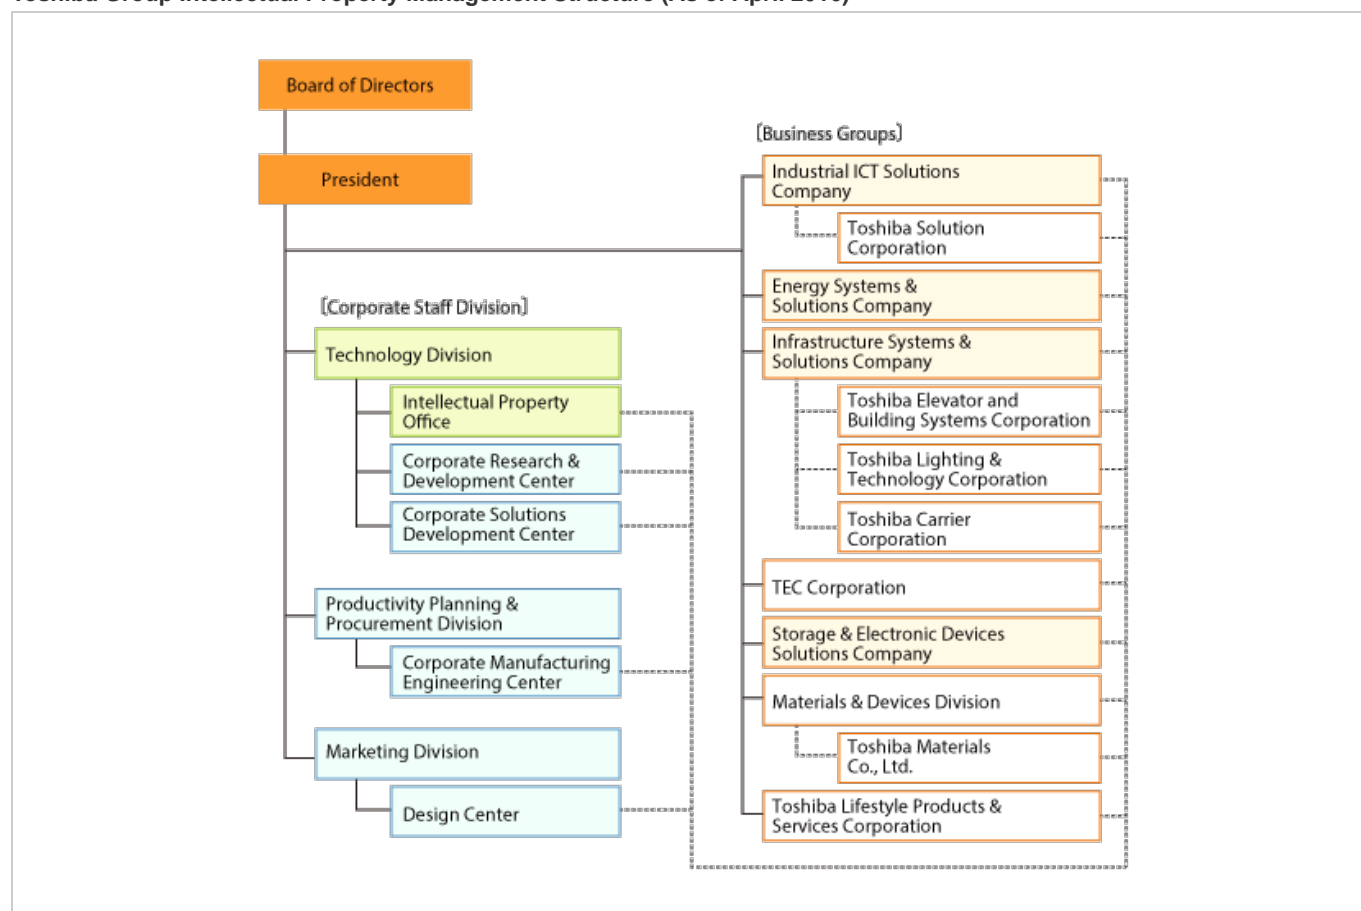 Board of Directors
President
[Corporate Staff Division]
Technology Division
Intellectual Property
Office
Corporate Research &
Development Center
Corporate Solutions
Development Center
Productivity Planning &
Procurement Division
Corporate Manufacturing
Engineering Center
Marketing Division
Design Center
[Business Groups]
Industrial ICT Solutions
Company
Toshiba Solution
Corporation
Energy Systems &
Solutions Company
Infrastructure Systems &
Solutions Company
Toshiba Elevator and
Building Systems Corporation
Toshiba Lighting &
Technology Corporation
Toshiba Carrier
Corporation
TEC Corporation
Storage & Electronic Devices
Solutions Company
Materials & Devices Division
Toshiba Materials
Co., Ltd.
Toshiba Lifestyle Products &
Services Corporation